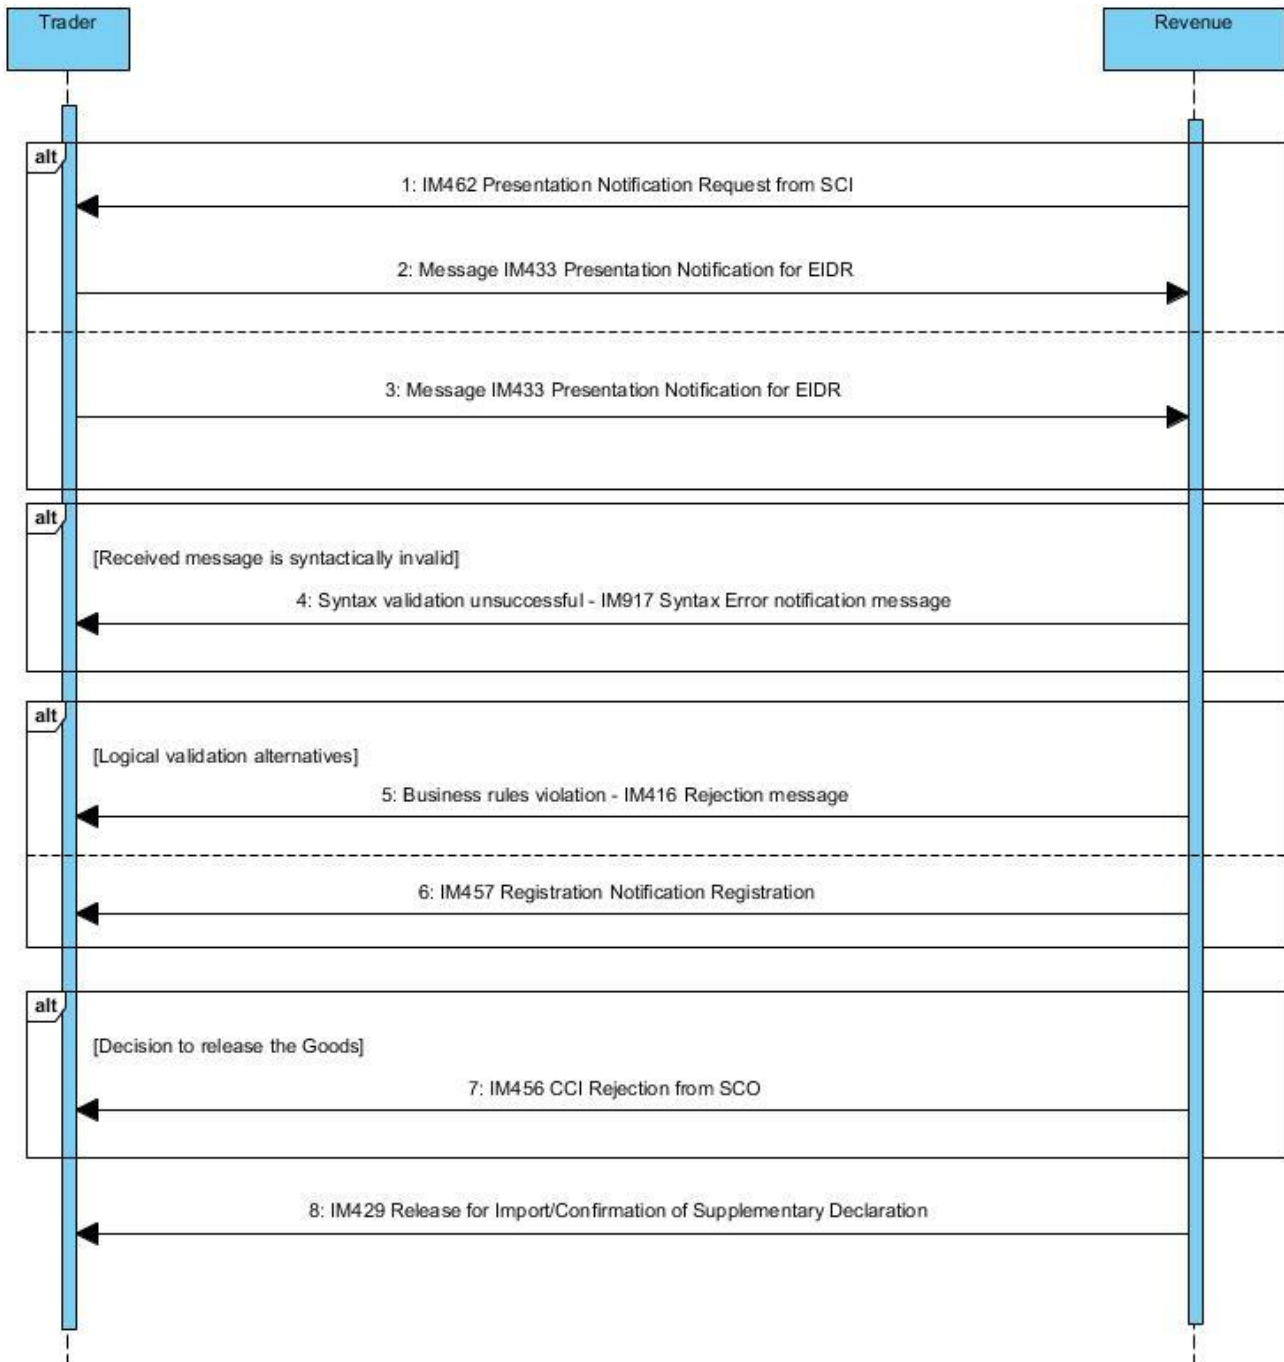 Trader
Revenue
alt
1: IM462 Presentation Notification Request from SCI
2: Message IM433 Presentation Notification for EIDR
3: Message IM433 Presentation Notification for EIDR
alt
[Received message is syntactically invalid]
4: Syntax validation unsuccessful - IM917 Syntax Error notification message
alt
[Logical validation alternatives]
5: Business rules violation - IM416 Rejection message
6: IM457 Registration Notification Registration
alt
[Decision to release the Goods]
7: IM456 CCI Rejection from SCO
8: IM429 Release for Import/Confirmation of Supplementary Declaration